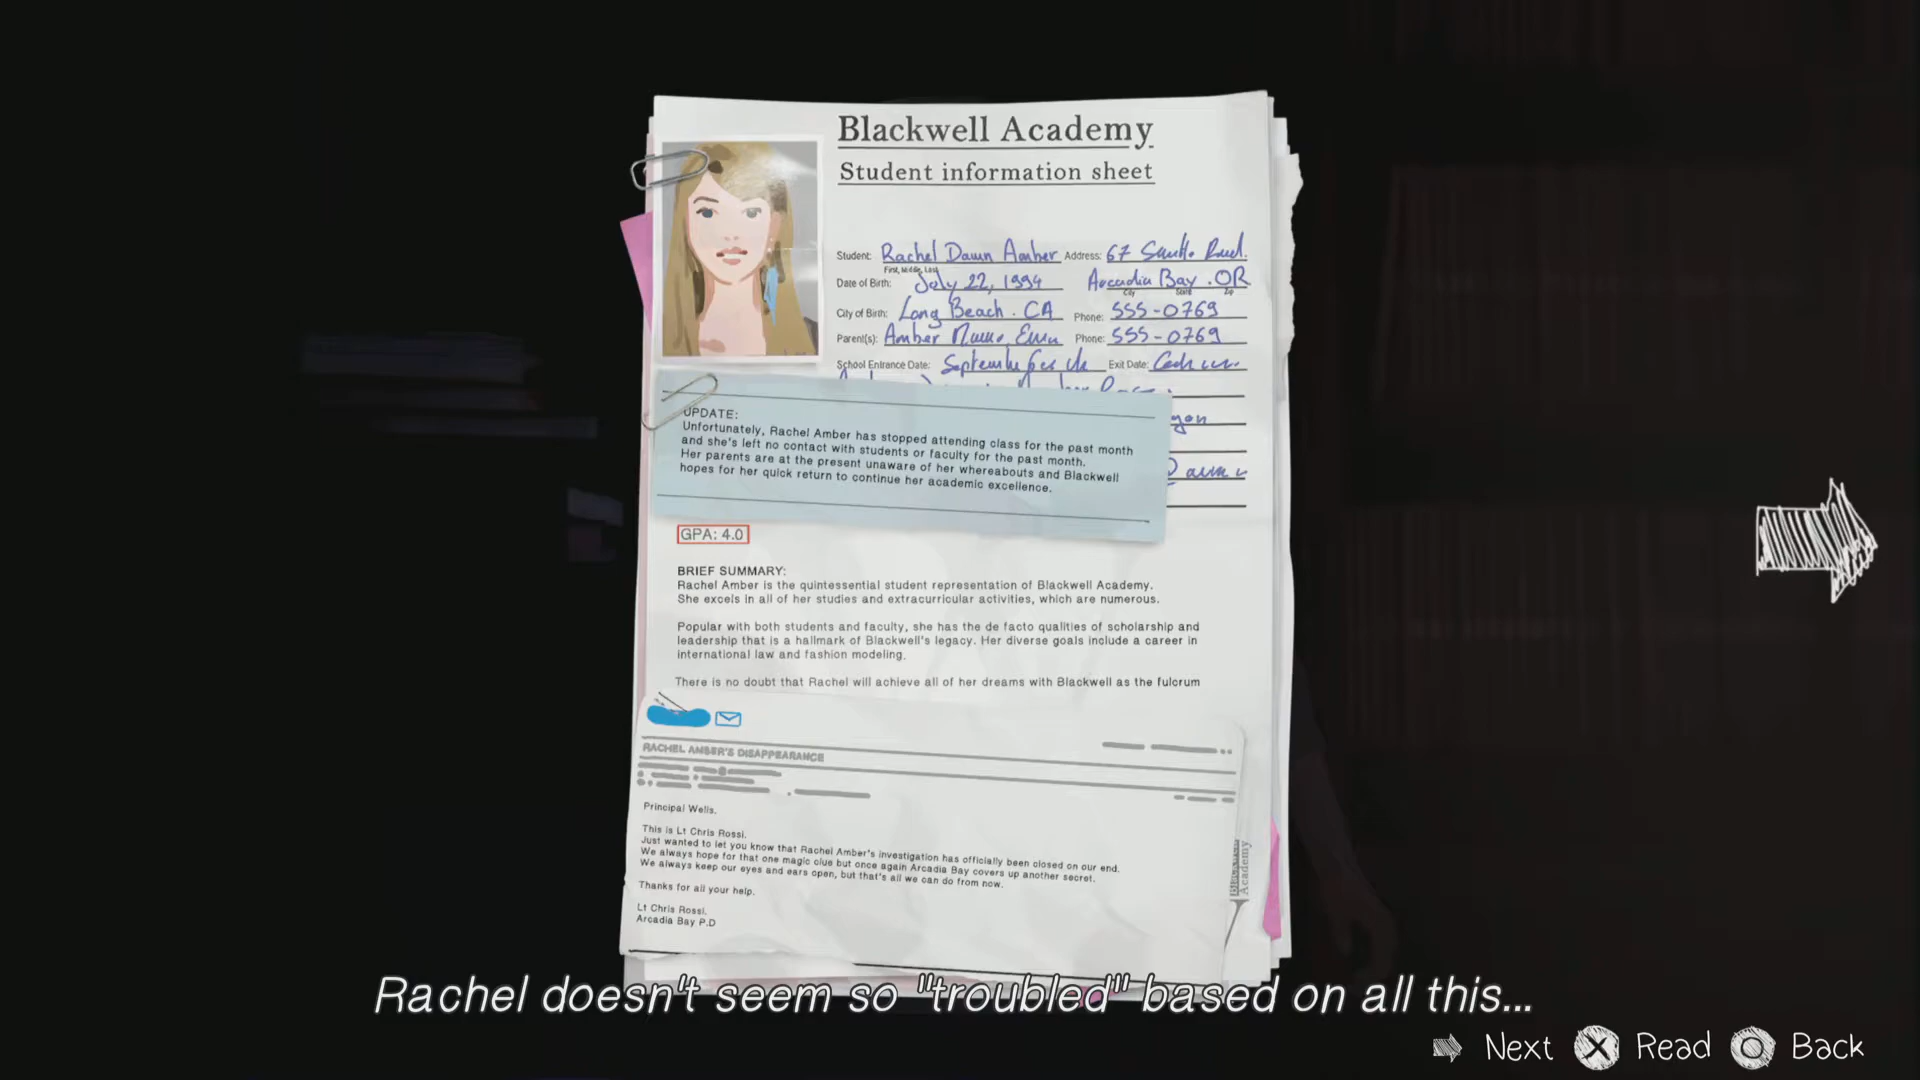 Blackwell Academy
Student information sheet
Student: Rachel Dawn Amber Address: 67
First, Middle, Last
Date of Birth: July 22, 1994 Arcadia Bay . OR
City State Zip
City of Birth: Long Beach . CA Phone: 555-0769
Parent(s): Amber Phone: 555-0769
School Entrance Date: Exit Date:
UPDATE:
Unfortunately, Rachel Amber has stopped attending class for the past month
and she's left no contact with students or faculty for the past month.
Her parents are at the present unaware of her whereabouts and Blackwell
hopes for her quick return to continue her academic excellence.
GPA: 4.0
BRIEF SUMMARY:
Rachel Amber is the quintessential student representation of Blackwell Academy.
She excels in all of her studies and extracurricular activities, which are numerous.
Popular with both students and faculty, she has the de facto qualities of scholarship and
leadership that is a hallmark of Blackwell's legacy. Her diverse goals include a career in
international law and fashion modeling.
There is no doubt that Rachel will achieve all of her dreams with Blackwell as the fulcrum
RACHEL AMBER'S DISAPPEARANCE
Principal Wells.
This is Lt Chris Rossi.
Just wanted to let you know that Rachel Amber's investigation has officially been closed on our end.
We always hope for that one magic clue but once again Arcadia Bay covers up another secret.
We always keep our eyes and ears open, but that's all we can do from now.
Thanks for all your help.
Lt Chris Rossi.
Arcadia Bay P.D
Blackwell
Academy
Rachel doesn't seem so "troubled" based on all this...
Next X Read O Back